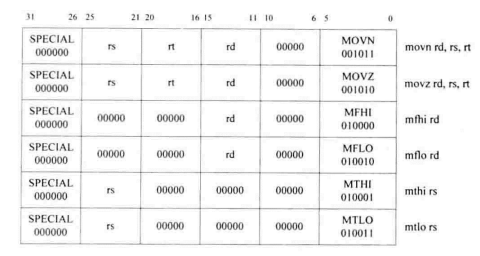 31 26 25 21 20 16 15 11 10 6 5 0
SPECIAL 000000 rs rt rd 00000 MOVN 001011 movn rd, rs, rt
SPECIAL 000000 rs rt rd 00000 MOVZ 001010 movz rd, rs, rt
SPECIAL 000000 00000 00000 rd 00000 MFHI 010000 mfhi rd
SPECIAL 000000 00000 00000 rd 00000 MFLO 010010 mflo rd
SPECIAL 000000 rs 00000 00000 00000 MTHI 010001 mthi rs
SPECIAL 000000 rs 00000 00000 00000 MTLO 010011 mtlo rs